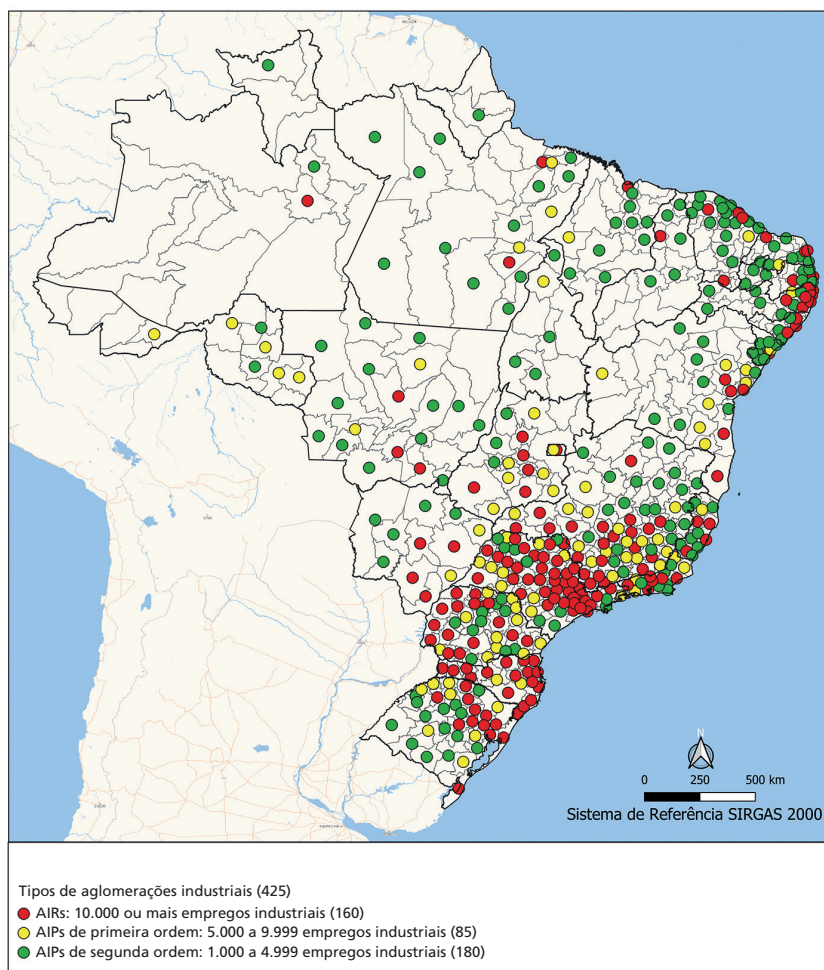 N
0 250 500 km
Sistema de Referência SIRGAS 2000
Tipos de aglomerações industriais (425)
AIRs: 10.000 ou mais empregos industriais (160)
AIPs de primeira ordem: 5.000 a 9.999 empregos industriais (85)
AIPs de segunda ordem: 1.000 a 4.999 empregos industriais (180)